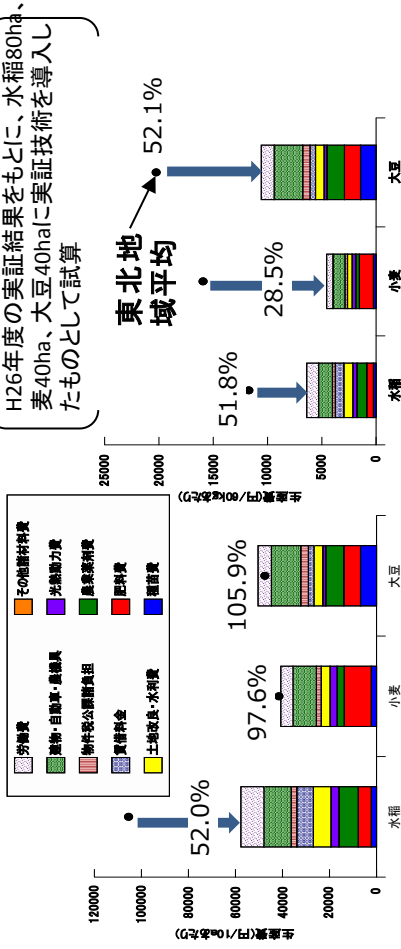 H26年度の実証結果をもとに、水稲80ha、
麦40ha、大豆40haに実証技術を導入し
たものとして試算
労働費
建物・自動車・農機具
物件税公課諸負担
賃借料金
土地改良・水利費
その他諸材料費
光熱動力費
農業薬剤費
肥料費
種苗費
生産費(円/10aあたり)
120000
100000
80000
60000
40000
20000
0
52.0%
97.6%
105.9%
水稲
小麦
大豆
生産費(円/60kgあたり)
25000
20000
15000
10000
5000
0
51.8%
28.5%
52.1%
東北地
域平均
水稲
小麦
大豆